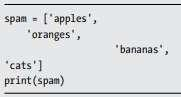 spam = ['apples',
    'oranges',
                    'bananas',
'cats']
print(spam)